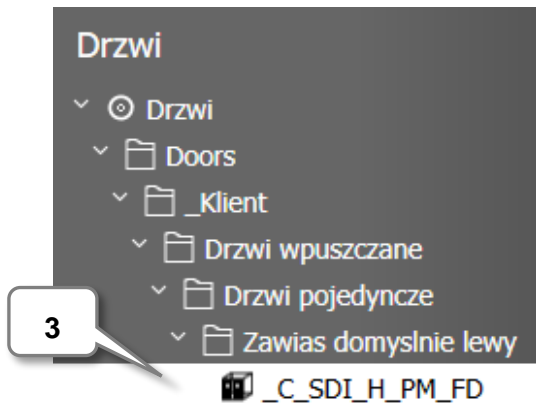 Drzwi
Drzwi
Doors
_Klient
Drzwi wpuszczane
Drzwi pojedyncze
Zawias domyslnie lewy
3
_C_SDI_H_PM_FD